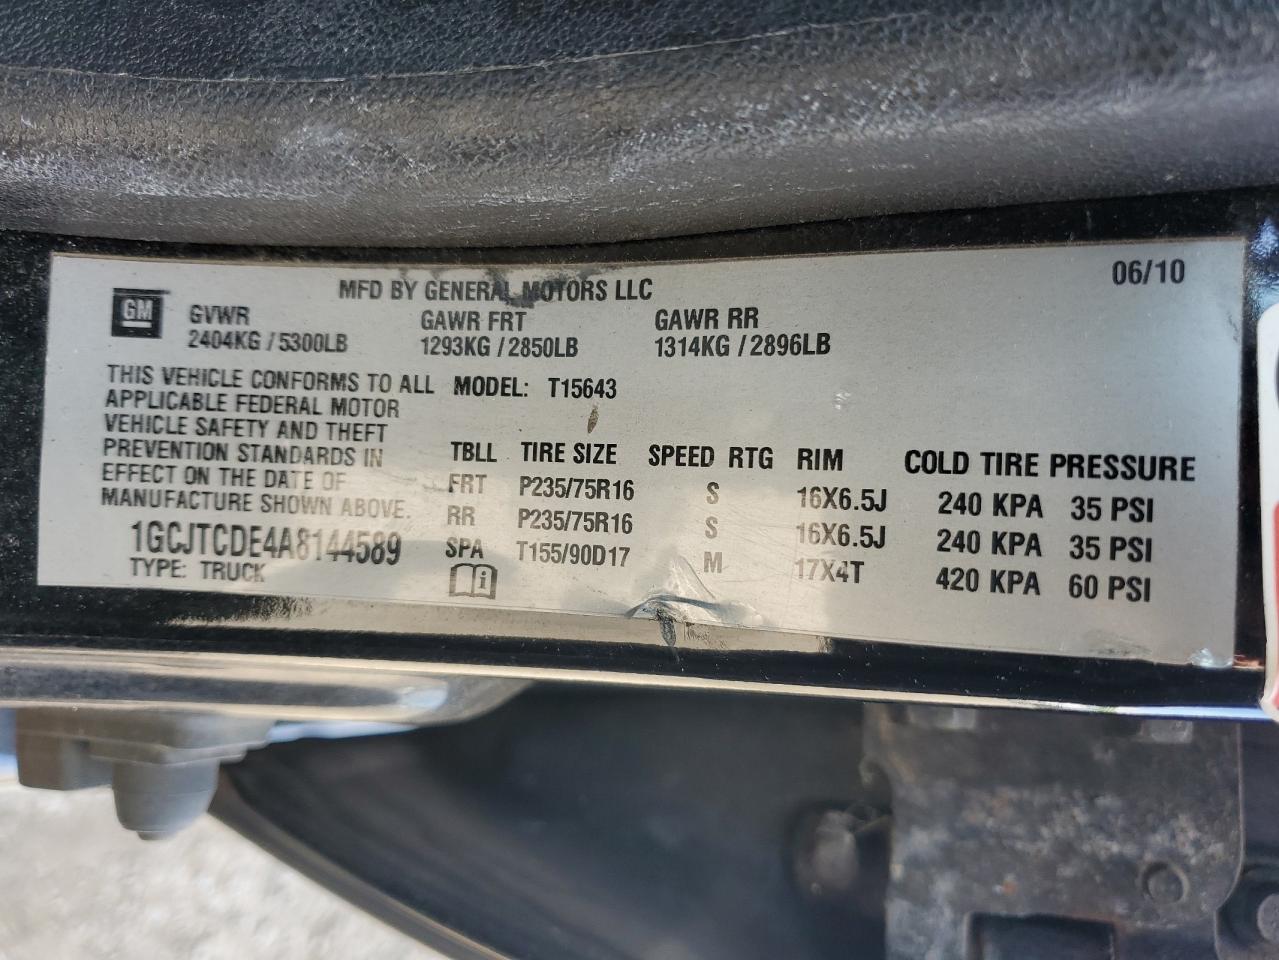 MFD BY GENERAL MOTORS LLC 06/10
GM
GVWR GAWR FRT GAWR RR
2404KG / 5300LB 1293KG / 2850LB 1314KG / 2896LB
THIS VEHICLE CONFORMS TO ALL
APPLICABLE FEDERAL MOTOR
VEHICLE SAFETY AND THEFT
PREVENTION STANDARDS IN
EFFECT ON THE DATE OF
MANUFACTURE SHOWN ABOVE.
1GCJTCDE4A8144589
TYPE: TRUCK
MODEL: T15643
TBLL TIRE SIZE SPEED RTG RIM COLD TIRE PRESSURE
FRT P235/75R16 S 16X6.5J 240 KPA 35 PSI
RR P235/75R16 S 16X6.5J 240 KPA 35 PSI
SPA T155/90D17 M 17X4T 420 KPA 60 PSI